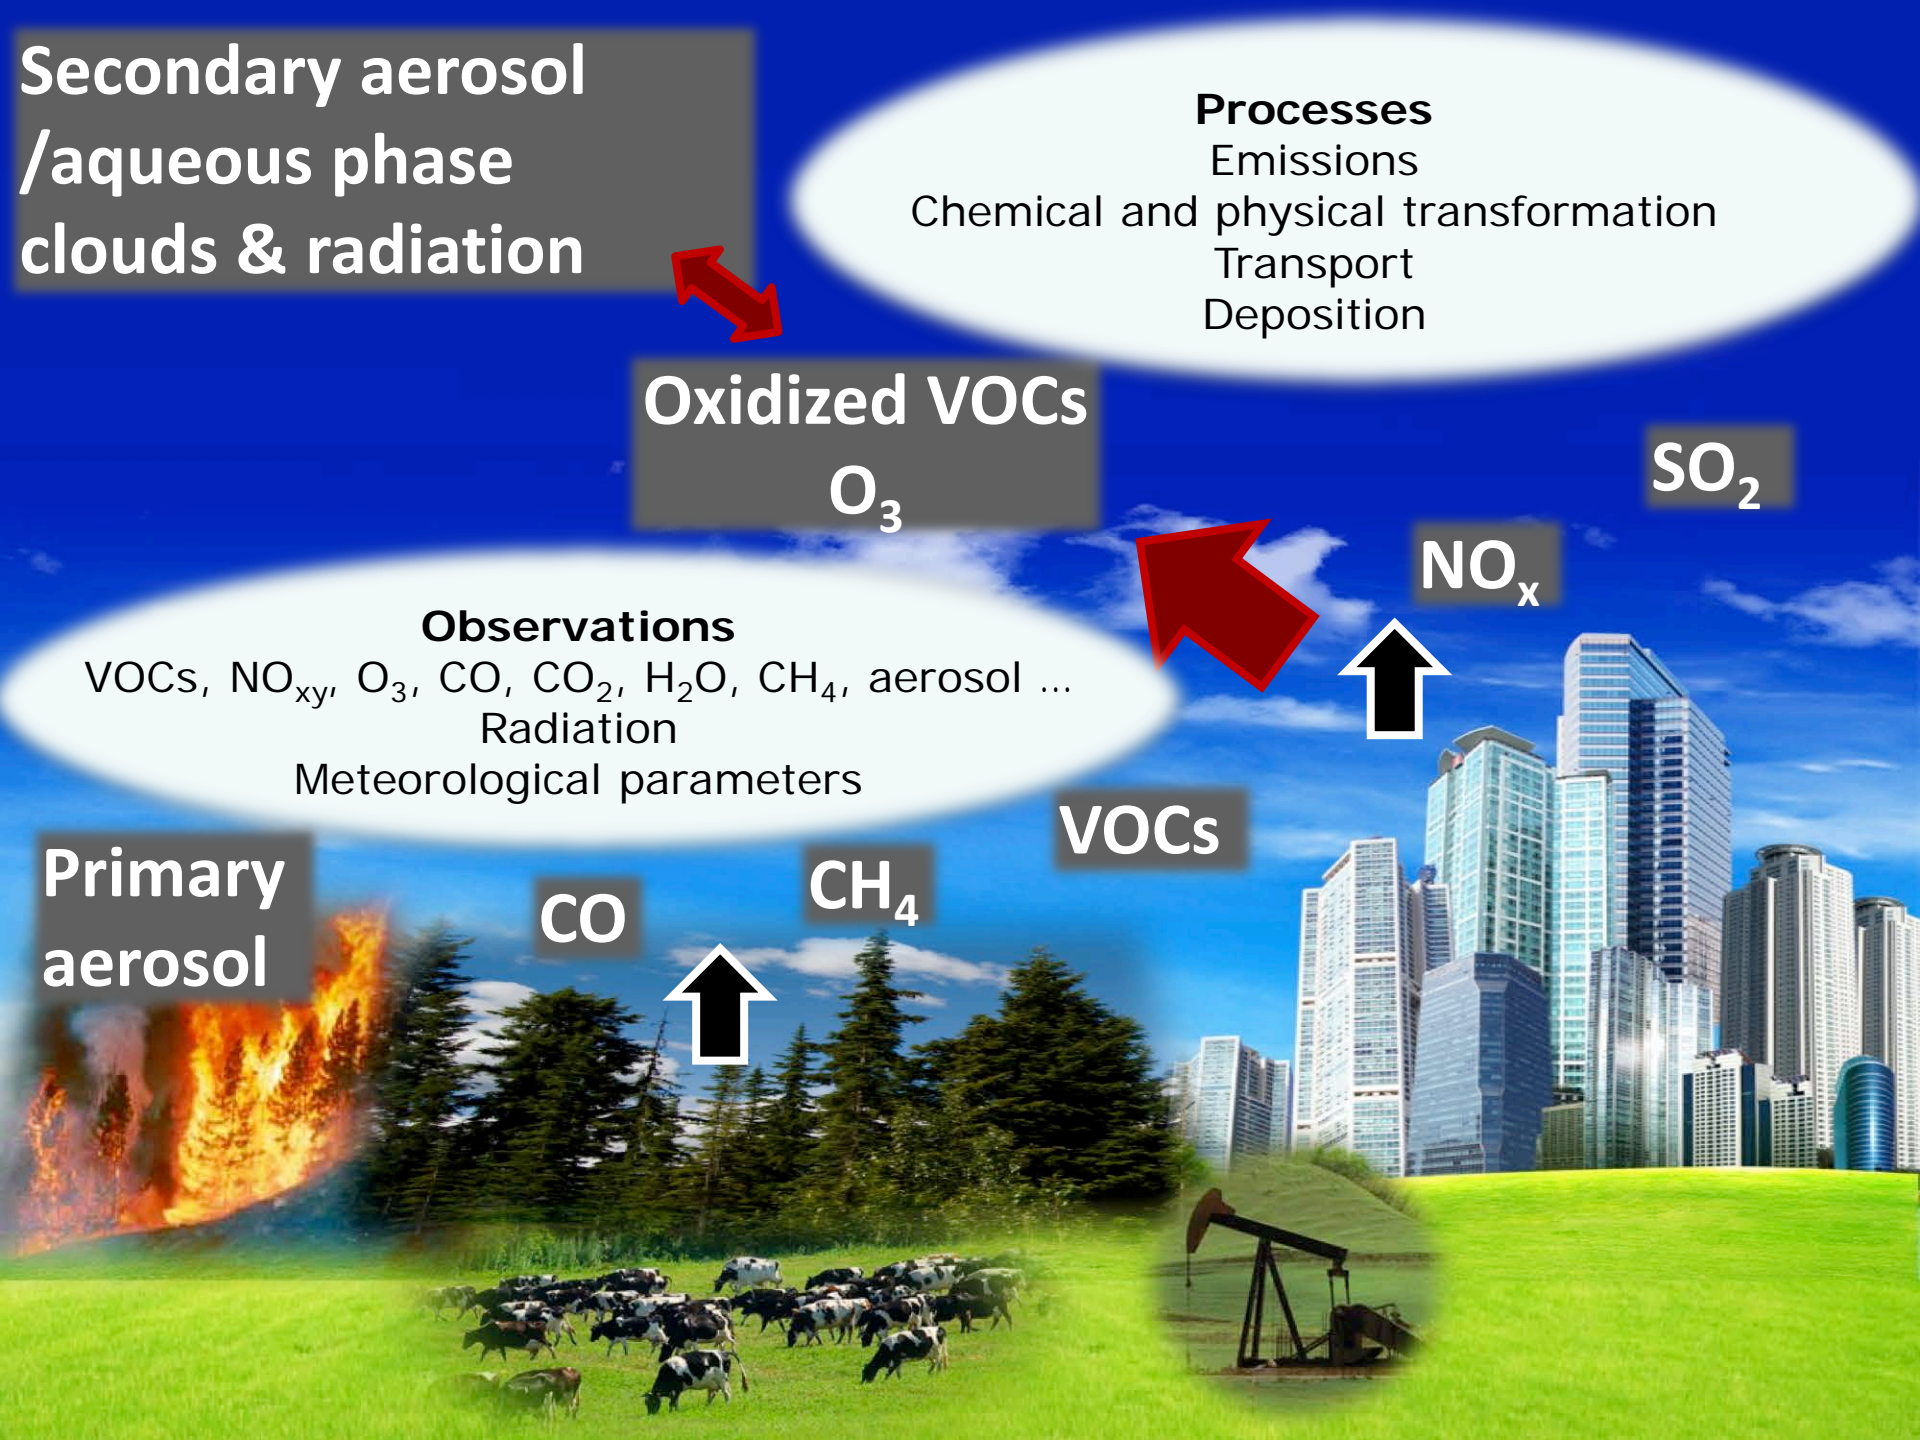 Secondary aerosol
/aqueous phase
clouds & radiation
Processes
Emissions
Chemical and physical transformation
Transport
Deposition
Oxidized VOCs
O₃
SO₂
NOₓ
Observations
VOCs, NOxy, O₃, CO, CO₂, H₂O, CH₄, aerosol ...
Radiation
Meteorological parameters
VOCs
Primary
aerosol
CO
CH₄